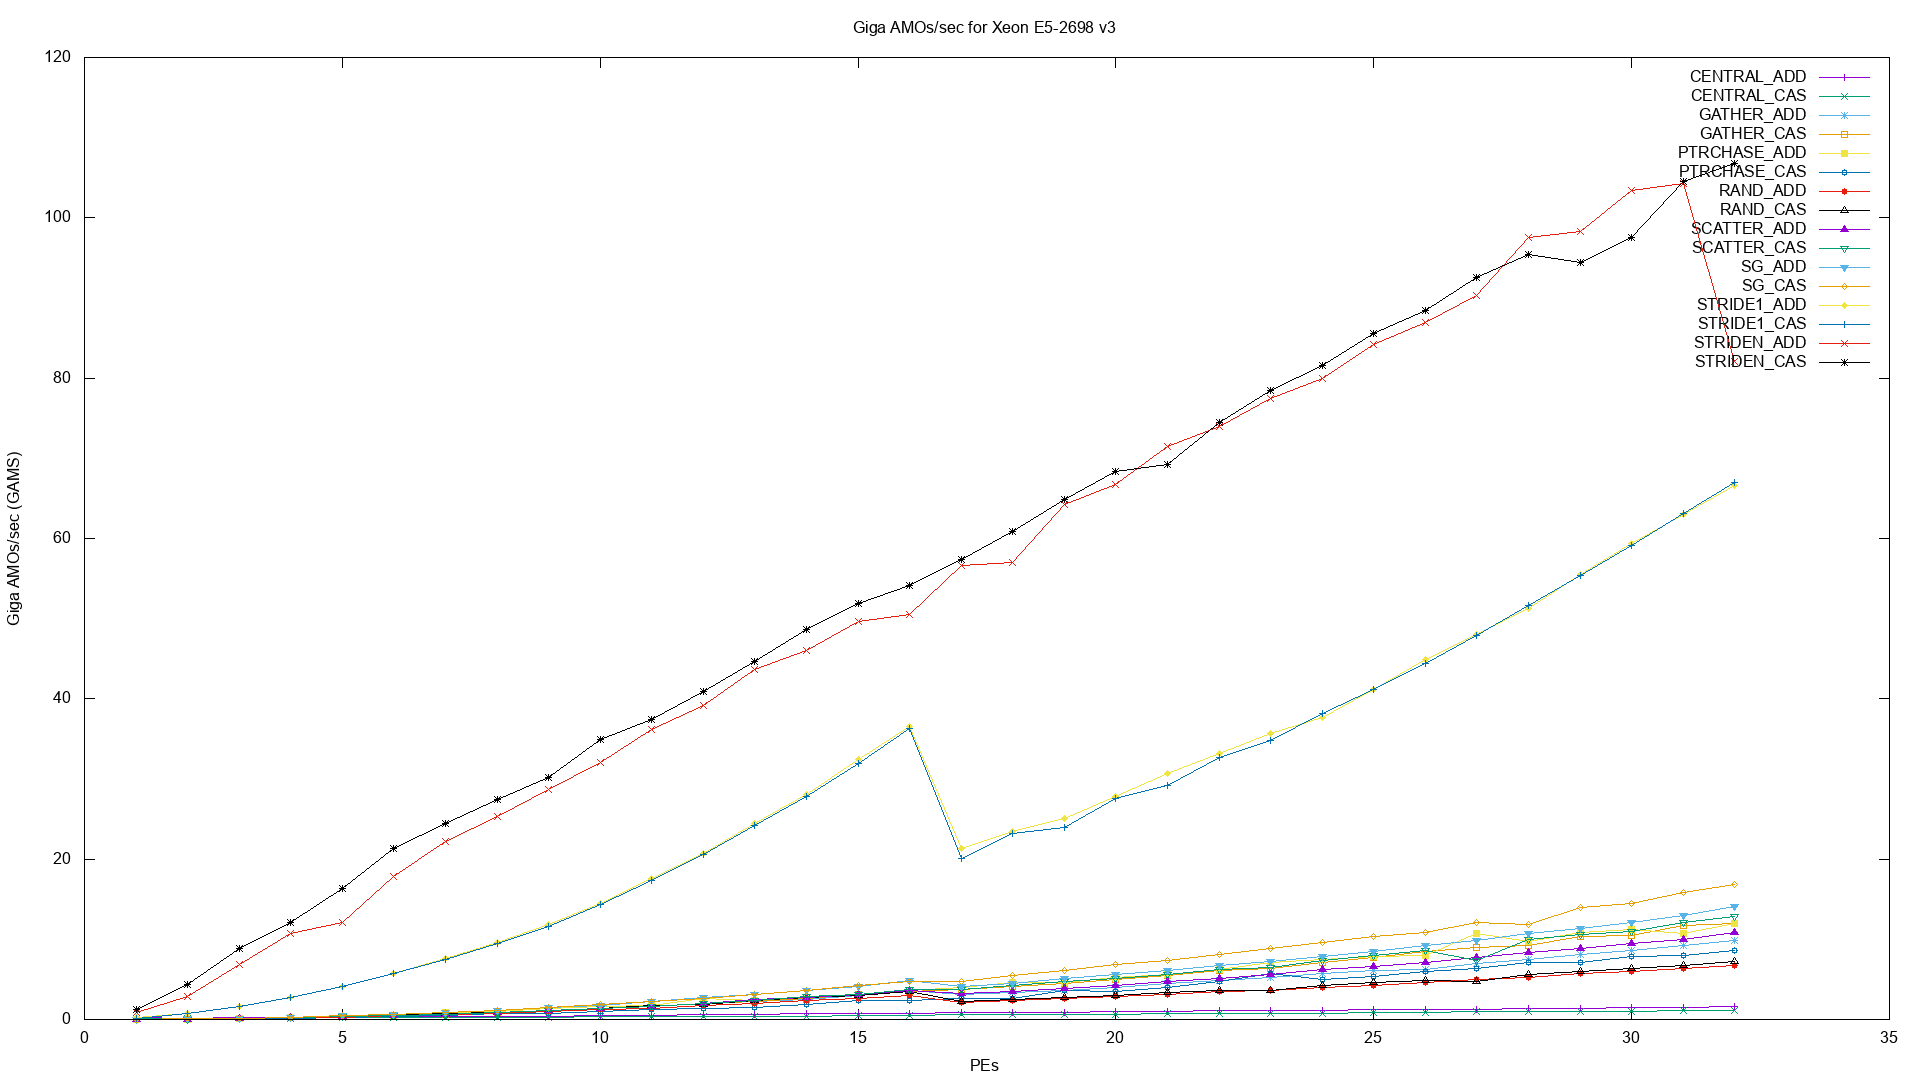 Giga AMOs/sec for Xeon E5-2698 v3
120
100
80
60
40
20
0
Giga AMOs/sec (GAMS)
CENTRAL_ADD
CENTRAL_CAS
GATHER_ADD
GATHER_CAS
PTRCHASE_ADD
PTRCHASE_CAS
RAND_ADD
RAND_CAS
SCATTER_ADD
SCATTER_CAS
SG_ADD
SG_CAS
STRIDE1_ADD
STRIDE1_CAS
STRIDEN_ADD
STRIDEN_CAS
0 5 10 15 20 25 30 35
PEs